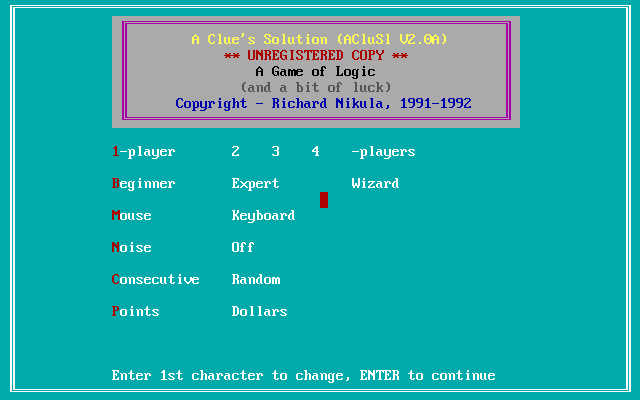 A Clue's Solution (ACluSl V2.0A)
** UNREGISTERED COPY **
A Game of Logic
(and a bit of luck)
Copyright - Richard Nikula, 1991-1992
1-player 2 3 4 -players
Beginner Expert Wizard
Mouse Keyboard
Noise Off
Consecutive Random
Points Dollars
Enter 1st character to change, ENTER to continue